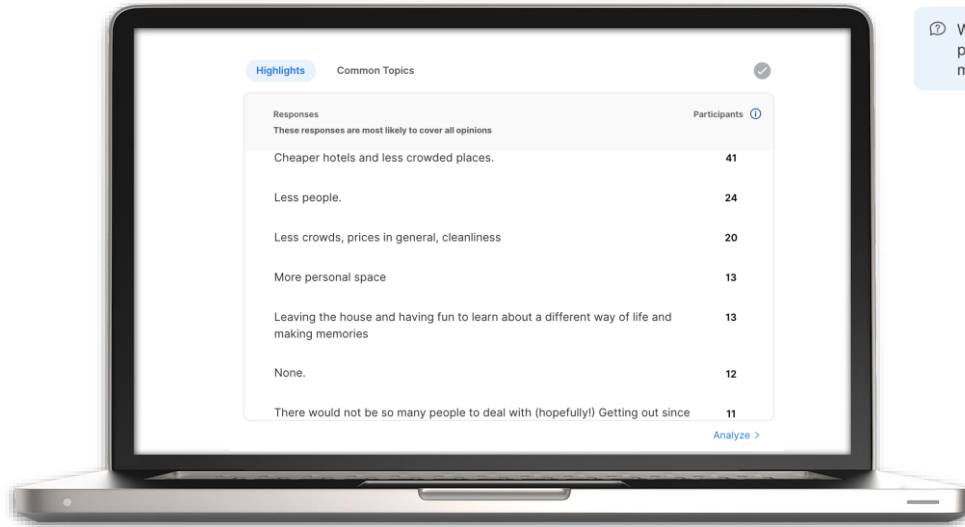 Highlights Common Topics
Responses Participants
These responses are most likely to cover all opinions
Cheaper hotels and less crowded places. 41
Less people. 24
Less crowds, prices in general, cleanliness 20
More personal space 13
Leaving the house and having fun to learn about a different way of life and 13
making memories
None. 12
There would not be so many people to deal with (hopefully!) Getting out since 11
Analyze >